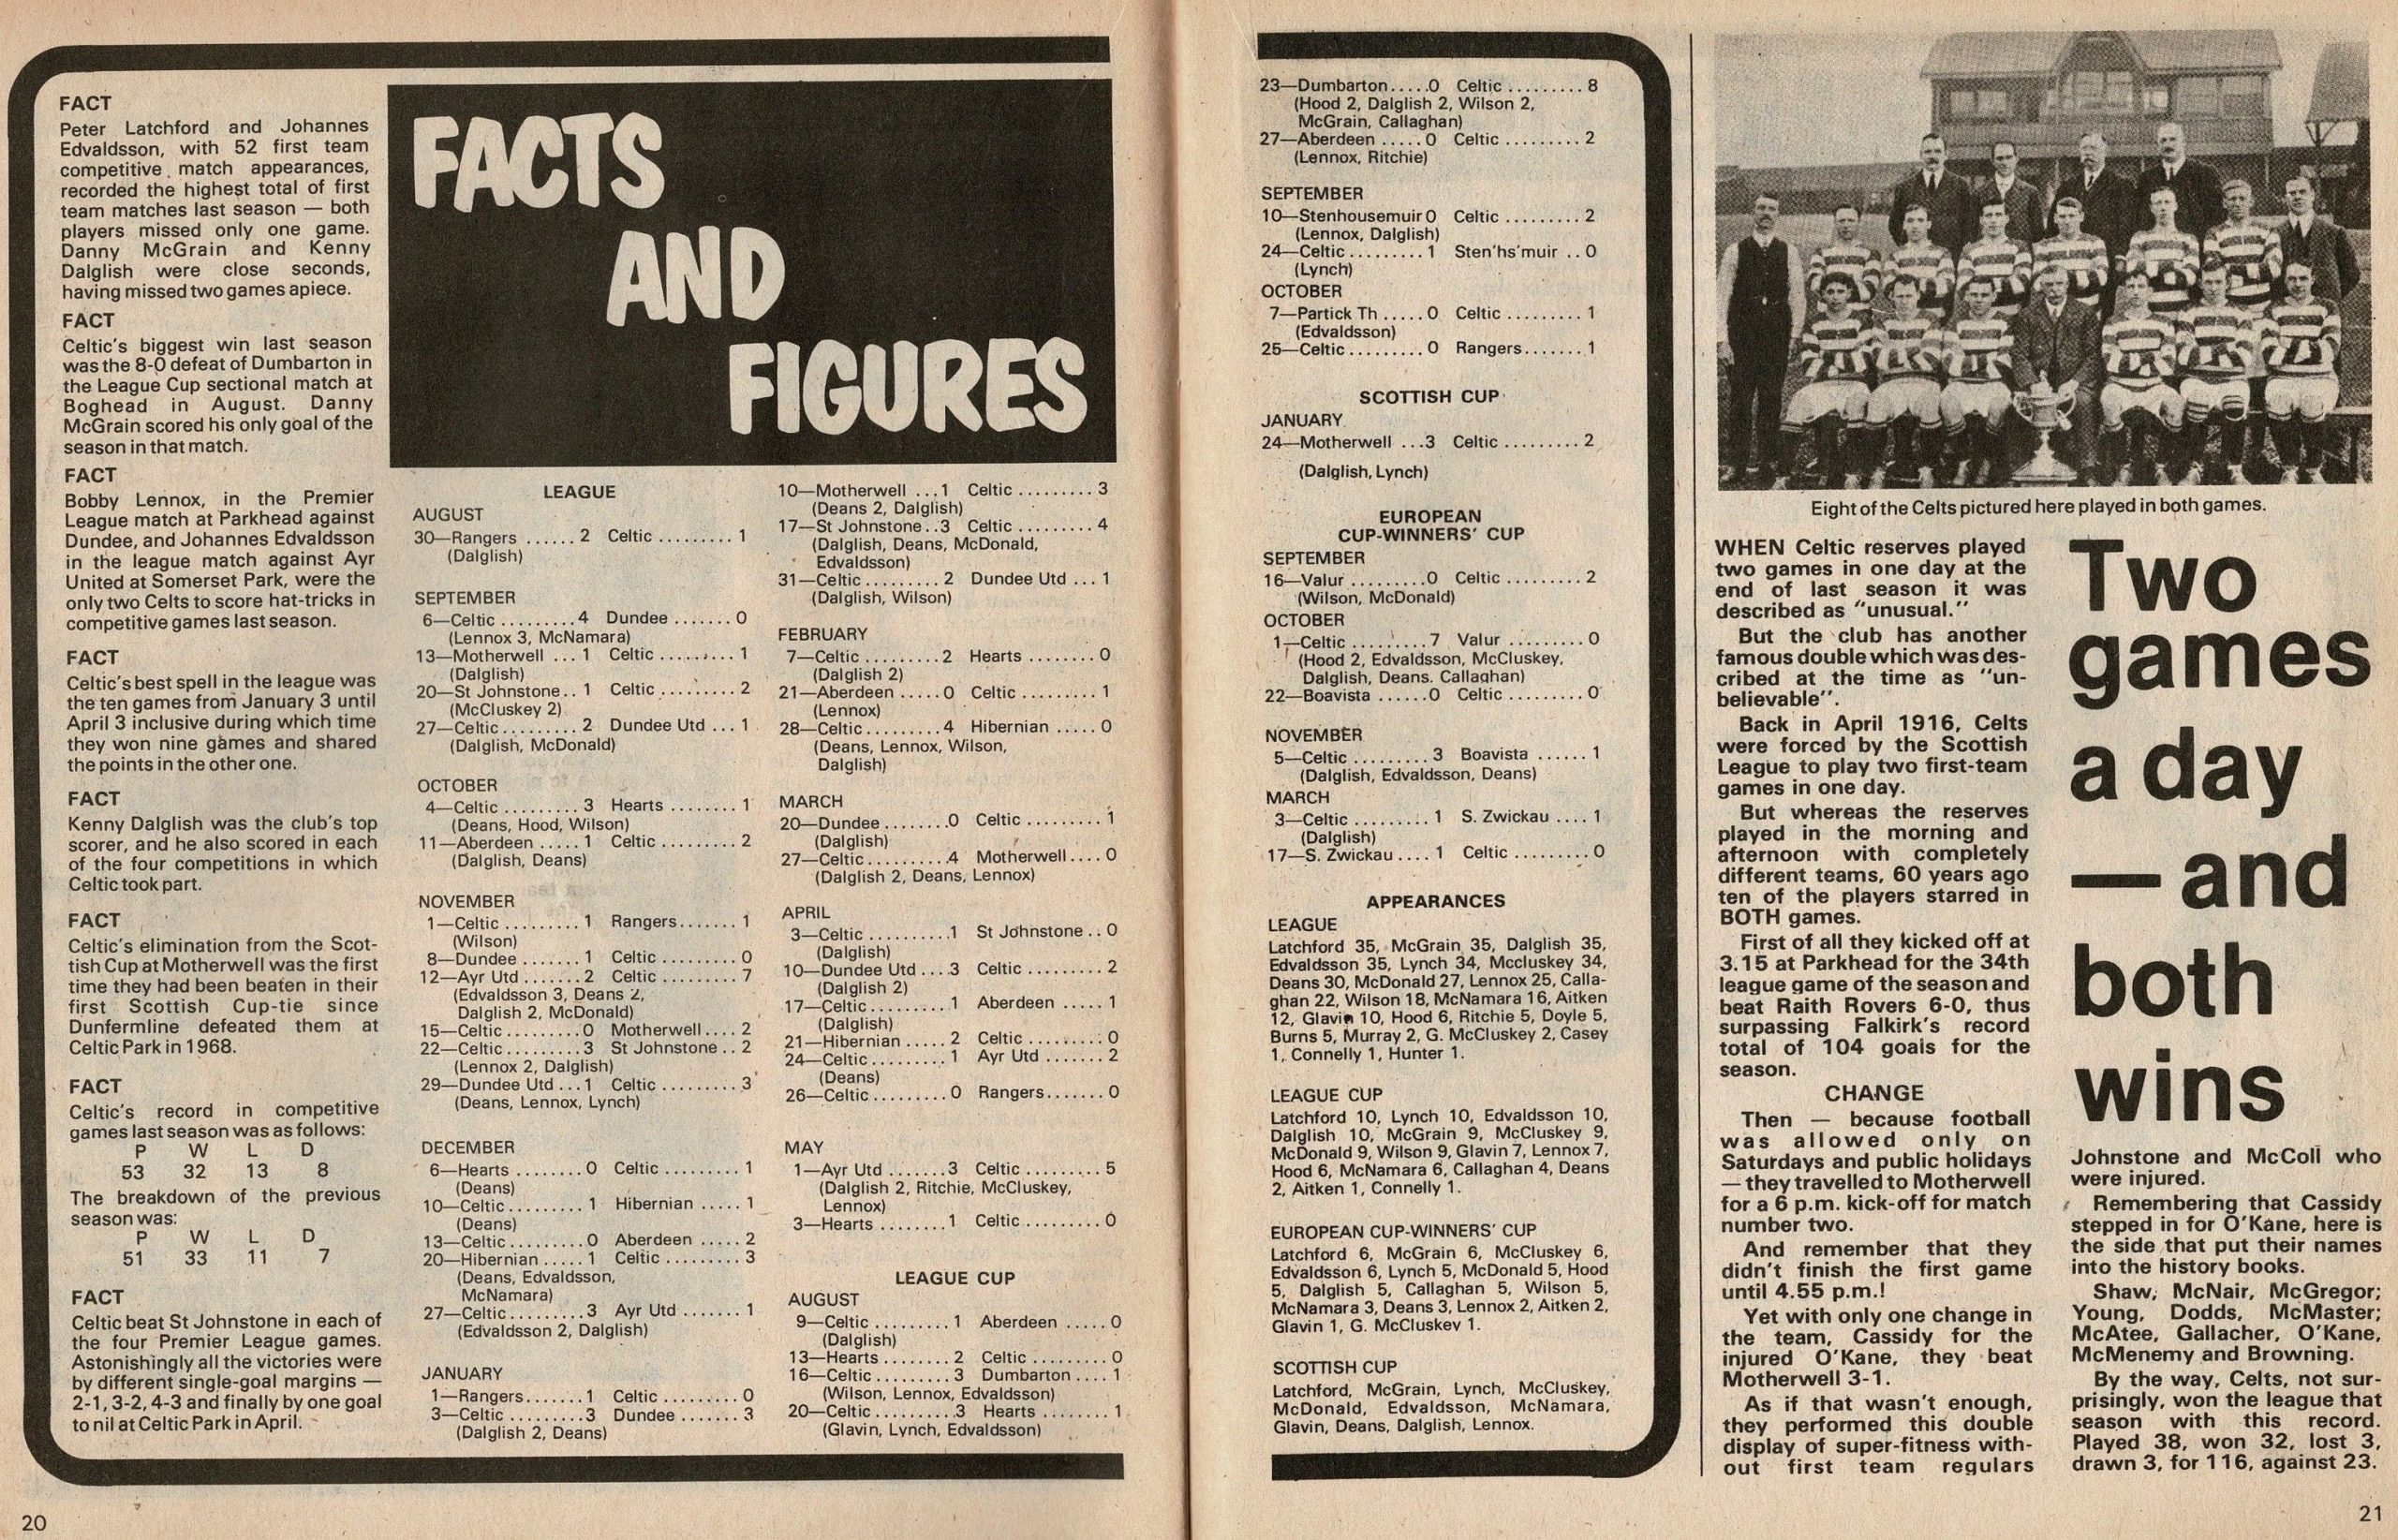 FACT
Peter Latchford and Johannes
Edvaldsson, with 52 first team
competitive match appearances,
recorded the highest total of first
team matches last season — both
players missed only one game.
Danny McGrain and Kenny
Dalglish were close seconds,
having missed two games apiece.
FACT
Celtic's biggest win last season
was the 8-0 defeat of Dumbarton in
the League Cup sectional match at
Boghead in August. Danny
McGrain scored his only goal of the
season in that match.
FACT
Bobby Lennox, in the Premier
League match at Parkhead against
Dundee, and Johannes Edvaldsson
in the league match against Ayr
United at Somerset Park, were the
only two Celts to score hat-tricks in
competitive games last season.
FACT
Celtic's best spell in the league was
the ten games from January 3 until
April 3 inclusive during which time
they won nine games and shared
the points in the other one.
FACT
Kenny Dalglish was the club's top
scorer, and he also scored in each
of the four competitions in which
Celtic took part.
FACT
Celtic's elimination from the Scot-
tish Cup at Motherwell was the first
time they had been beaten in their
first Scottish Cup-tie since
Dunfermline defeated them at
Celtic Park in 1968.
FACT
Celtic's record in competitive
games last season was as follows:
P W L D
53 32 13 8
The breakdown of the previous
season was:
P W L D
51 33 11 7
FACT
Celtic beat St Johnstone in each of
the four Premier League games.
Astonishingly all the victories were
by different single-goal margins —
2-1, 3-2, 4-3 and finally by one goal
to nil at Celtic Park in April.
20
FACTS
AND
FIGURES
LEAGUE
AUGUST
30—Rangers ...... 2 Celtic ......... 1
(Dalglish)
SEPTEMBER
6—Celtic ......... 4 Dundee ....... 0
(Lennox 3, McNamara)
13—Motherwell ... 1 Celtic ......... 1
(Dalglish)
20—St Johnstone.. 1 Celtic ......... 2
(McCluskey 2)
27—Celtic ......... 2 Dundee Utd ... 1
(Dalglish, McDonald)
OCTOBER
4—Celtic ......... 3 Hearts ........ 1
(Deans, Hood, Wilson)
11—Aberdeen ..... 1 Celtic ......... 2
(Dalglish, Deans)
NOVEMBER
1—Celtic ......... 1 Rangers....... 1
(Wilson)
8—Dundee ....... 1 Celtic ......... 0
12—Ayr Utd ....... 2 Celtic ......... 7
(Edvaldsson 3, Deans 2,
Dalglish 2, McDonald)
15—Celtic ......... 0 Motherwell.... 2
22—Celtic ......... 3 St Johnstone .. 2
(Lennox 2, Dalglish)
29—Dundee Utd ... 1 Celtic ......... 3
(Deans, Lennox, Lynch)
DECEMBER
6—Hearts ........ 0 Celtic ......... 1
(Deans)
10—Celtic ......... 1 Hibernian ..... 1
(Deans)
13—Celtic ......... 0 Aberdeen ..... 2
20—Hibernian ..... 1 Celtic ......... 3
(Deans, Edvaldsson,
McNamara)
27—Celtic ......... 3 Ayr Utd ....... 1
(Edvaldsson 2, Dalglish)
JANUARY
1—Rangers....... 1 Celtic ......... 0
3—Celtic ......... 3 Dundee ....... 3
(Dalglish 2, Deans)
10—Motherwell ... 1 Celtic ......... 3
(Deans 2, Dalglish)
17—St Johnstone.. 3 Celtic ......... 4
(Dalglish, Deans, McDonald,
Edvaldsson)
31—Celtic ......... 2 Dundee Utd ... 1
(Dalglish, Wilson)
FEBRUARY
7—Celtic ......... 2 Hearts ........ 0
(Dalglish 2)
21—Aberdeen ..... 0 Celtic ......... 1
(Lennox)
28—Celtic ......... 4 Hibernian ..... 0
(Deans, Lennox, Wilson,
Dalglish)
MARCH
20—Dundee ........ 0 Celtic ......... 1
(Dalglish)
27—Celtic.......... 4 Motherwell.... 0
(Dalglish 2, Deans, Lennox)
APRIL
3—Celtic .......... 1 St Johnstone .. 0
(Dalglish)
10—Dundee Utd .... 3 Celtic ......... 2
(Dalglish 2)
17—Celtic.......... 1 Aberdeen ..... 1
(Dalglish)
21—Hibernian ..... 2 Celtic ......... 0
24—Celtic.......... 1 Ayr Utd ....... 2
(Deans)
26—Celtic ......... 0 Rangers....... 0
MAY
1—Ayr Utd ....... 3 Celtic ......... 5
(Dalglish 2, Ritchie, McCluskey,
Lennox)
3—Hearts ........ 1 Celtic ......... 0
LEAGUE CUP
AUGUST
9—Celtic ......... 1 Aberdeen ..... 0
(Dalglish)
13—Hearts ........ 2 Celtic ......... 0
16—Celtic ......... 3 Dumbarton .... 1
(Wilson, Lennox, Edvaldsson)
20—Celtic .......... 3 Hearts ........ 1
(Glavin, Lynch, Edvaldsson)
23—Dumbarton..... 0 Celtic ......... 8
(Hood 2, Dalglish 2, Wilson 2,
McGrain, Callaghan)
27—Aberdeen ..... 0 Celtic ......... 2
(Lennox, Ritchie)
SEPTEMBER
10—Stenhousemuir 0 Celtic ......... 2
(Lennox, Dalglish)
24—Celtic ......... 1 Sten'hs'muir .. 0
(Lynch)
OCTOBER
7—Partick Th ..... 0 Celtic ......... 1
(Edvaldsson)
25—Celtic ......... 0 Rangers....... 1
SCOTTISH CUP
JANUARY
24—Motherwell ... 3 Celtic ......... 2
(Dalglish, Lynch)
EUROPEAN
CUP-WINNERS' CUP
SEPTEMBER
16—Valur ......... 0 Celtic ......... 2
(Wilson, McDonald)
OCTOBER
1—Celtic ......... 7 Valur ......... 0
(Hood 2, Edvaldsson, McCluskey,
Dalglish, Deans. Callaghan)
22—Boavista ...... 0 Celtic ......... 0
NOVEMBER
5—Celtic ......... 3 Boavista ...... 1
(Dalglish, Edvaldsson, Deans)
MARCH
3—Celtic ......... 1 S. Zwickau .... 1
(Dalglish)
17—S. Zwickau .... 1 Celtic ......... 0
APPEARANCES
LEAGUE
Latchford 35, McGrain 35, Dalglish 35,
Edvaldsson 35, Lynch 34, Mccluskey 34,
Deans 30, McDonald 27, Lennox 25, Calla-
ghan 22, Wilson 18, McNamara 16, Aitken
12, Glavin 10, Hood 6, Ritchie 5, Doyle 5,
Burns 5, Murray 2, G. McCluskey 2, Casey
1, Connelly 1, Hunter 1.
LEAGUE CUP
Latchford 10, Lynch 10, Edvaldsson 10,
Dalglish 10, McGrain 9, McCluskey 9,
McDonald 9, Wilson 9, Glavin 7, Lennox 7,
Hood 6, McNamara 6, Callaghan 4, Deans
2, Aitken 1, Connelly 1.
EUROPEAN CUP-WINNERS' CUP
Latchford 6, McGrain 6, McCluskey 6,
Edvaldsson 6, Lynch 5, McDonald 5, Hood
5, Dalglish 5, Callaghan 5, Wilson 5,
McNamara 3, Deans 3, Lennox 2, Aitken 2,
Glavin 1, G. McCluskey 1.
SCOTTISH CUP
Latchford, McGrain, Lynch, McCluskey,
McDonald, Edvaldsson, McNamara,
Glavin, Deans, Dalglish, Lennox.
Eight of the Celts pictured here played in both games.
Two
games
a day
— and
both
wins
WHEN Celtic reserves played
two games in one day at the
end of last season it was
described as "unusual."
But the club has another
famous double which was des-
cribed at the time as "un-
believable".
Back in April 1916, Celts
were forced by the Scottish
League to play two first-team
games in one day.
But whereas the reserves
played in the morning and
afternoon with completely
different teams, 60 years ago
ten of the players starred in
BOTH games.
First of all they kicked off at
3.15 at Parkhead for the 34th
league game of the season and
beat Raith Rovers 6-0, thus
surpassing Falkirk's record
total of 104 goals for the
season.
CHANGE
Then — because football
was allowed only on
Saturdays and public holidays
— they travelled to Motherwell
for a 6 p.m. kick-off for match
number two.
And remember that they
didn't finish the first game
until 4.55 p.m.!
Yet with only one change in
the team, Cassidy for the
injured O'Kane, they beat
Motherwell 3-1.
As if that wasn't enough,
they performed this double
display of super-fitness with-
out first team regulars
Johnstone and McColl who
were injured.
Remembering that Cassidy
stepped in for O'Kane, here is
the side that put their names
into the history books.
Shaw; McNair, McGregor;
Young, Dodds, McMaster;
McAtee, Gallacher, O'Kane,
McMenemy and Browning.
By the way, Celts, not sur-
prisingly, won the league that
season with this record.
Played 38, won 32, lost 3,
drawn 3, for 116, against 23.
21